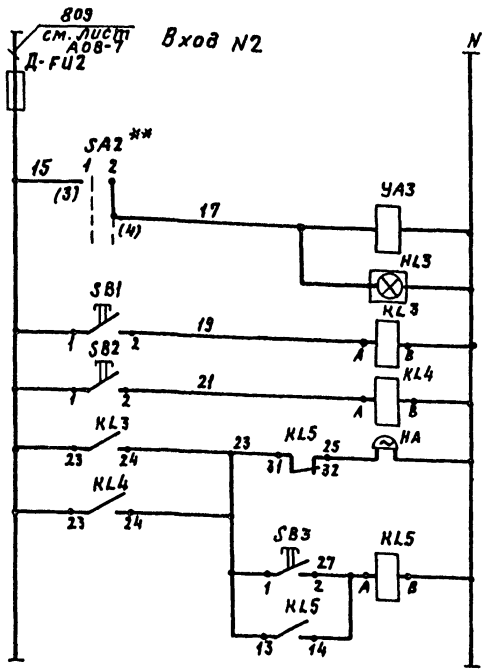 809
см. лист
АОВ-7
Вход N2
N
Д-FU2
SA2 **
15 1 2
(3)
17
(4)
YA3
HL3
SB1
KL3
1 2 19 A B
SB2
KL4
1 2 21 A B
KL3
23 24 23 KL5 25 HA
31 32
KL4
23 24
SB3
27
KL5
1 2 A B
KL5
13 14